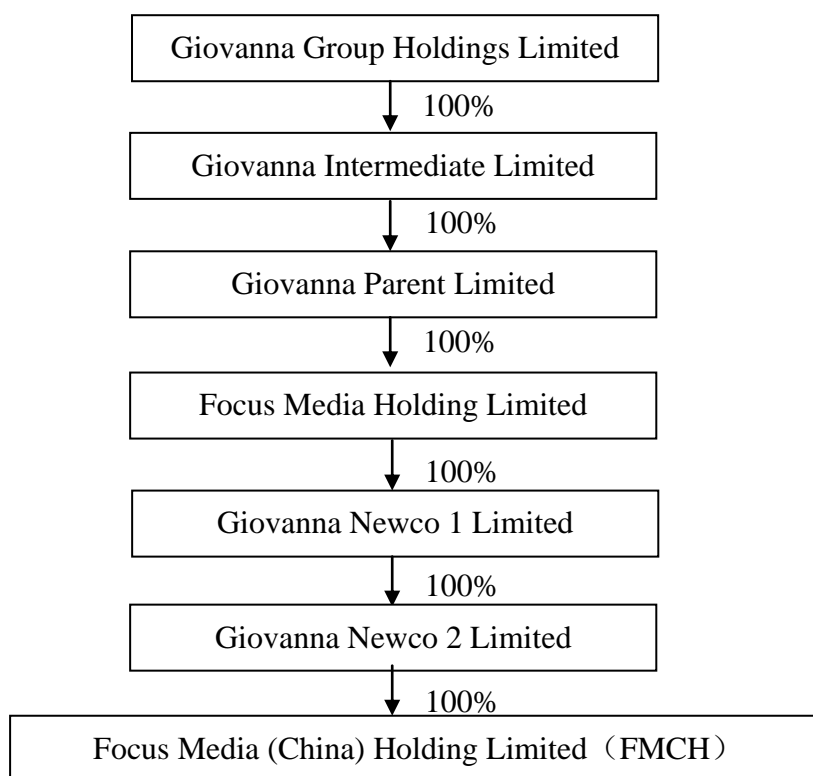 Giovanna Group Holdings Limited
100%
Giovanna Intermediate Limited
100%
Giovanna Parent Limited
100%
Focus Media Holding Limited
100%
Giovanna Newco 1 Limited
100%
Giovanna Newco 2 Limited
100%
Focus Media (China) Holding Limited（FMCH）